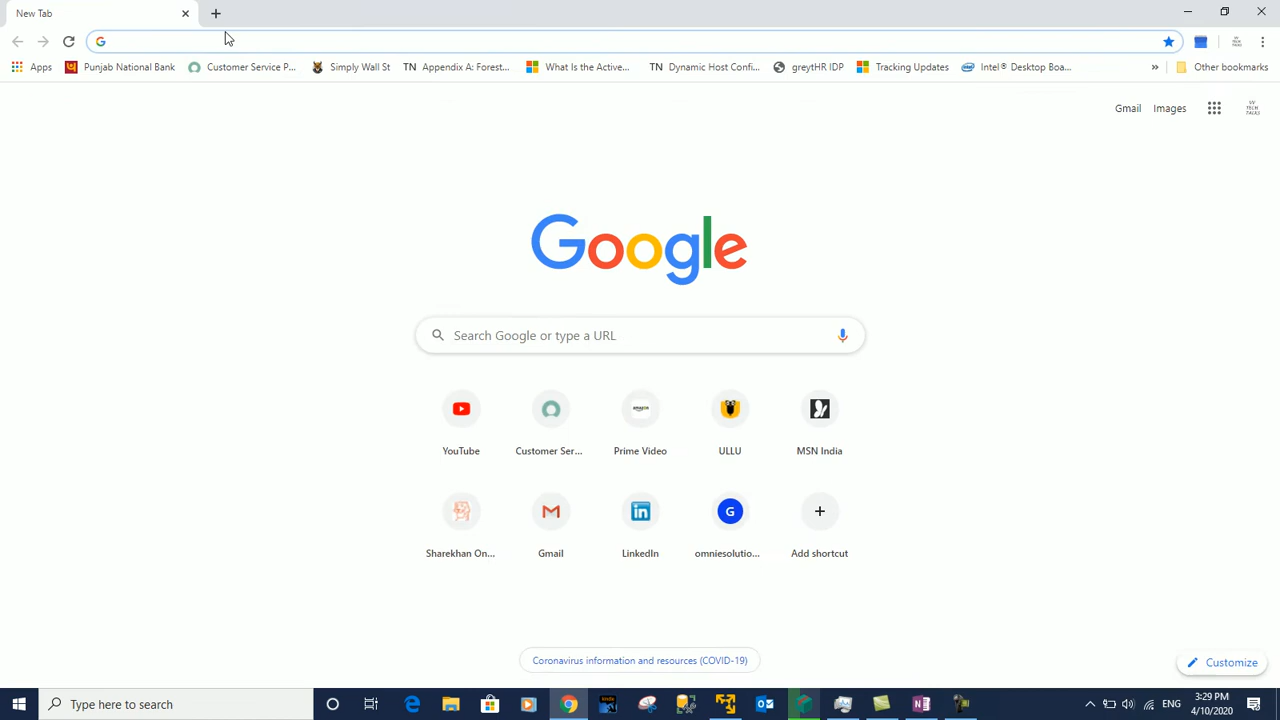 New Tab
Apps Punjab National Bank Customer Service P... Simply Wall St TN Appendix A: Forest... What Is the Active... TN Dynamic Host Confi... greytHR IDP Tracking Updates Intel® Desktop Boa... » Other bookmarks
Gmail Images VV TECH TALKS
Google
Search Google or type a URL
YouTube Customer Ser... Prime Video ULLU MSN India
Sharekhan On... Gmail LinkedIn omniesolutio... Add shortcut
Coronavirus information and resources (COVID-19)
Customize
Type here to search
ENG
3:29 PM
4/10/2020